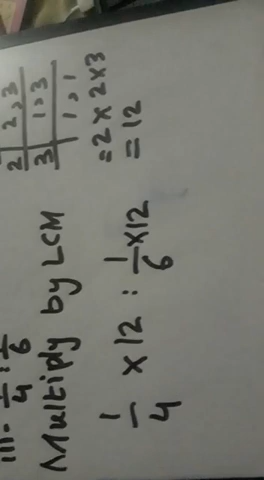 III. 1/4 : 1/6
Multiply by LCM
1/4 × 12 : 1/6 × 12
2 | 2, 3
3 | 1, 3
1, 1
= 2 × 2 × 3
= 12